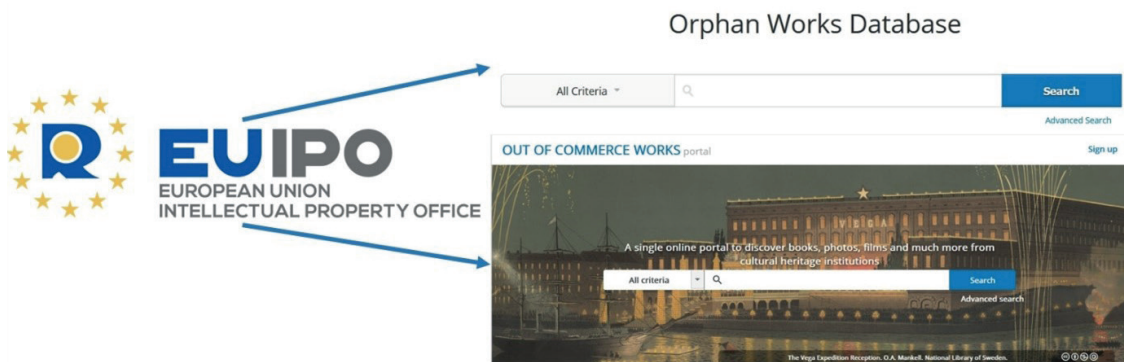 Orphan Works Database
All Criteria
Search
Advanced Search
EUIPO
EUROPEAN UNION
INTELLECTUAL PROPERTY OFFICE
OUT OF COMMERCE WORKS portal
Sign up
VEGA
A single online portal to discover books, photos, films and much more from
cultural heritage institutions
All criteria
Search
Advanced search
The Vega Expedition Reception. O.A. Mankell. National Library of Sweden.